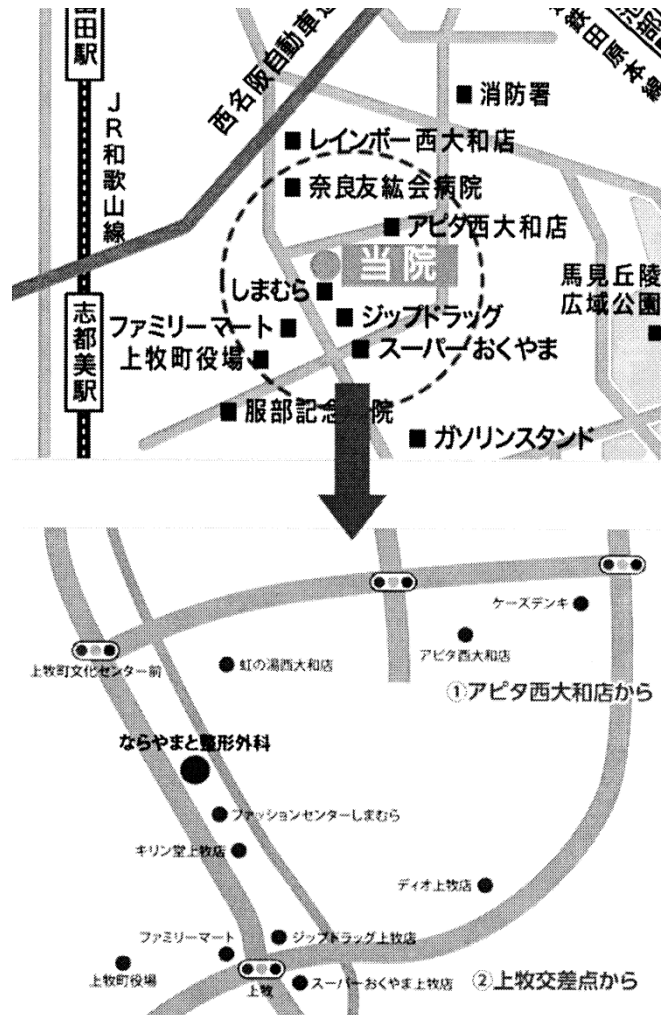 田駅
JR和歌山線
西名阪自動車道
鉄田原本線
消防署
レインボー西大和店
奈良友紘会病院
アピタ西大和店
当院
しまむら
馬見丘陵
広域公園
ファミリーマート
ジップドラッグ
上牧町役場
スーパーおくやま
志都美駅
服部記念病院
ガソリンスタンド
ケーズデンキ
アピタ西大和店
上牧町文化センター前
虹の湯西大和店
①アピタ西大和店から
ならやまと整形外科
ファッションセンターしまむら
キリン堂上牧店
ディオ上牧店
ファミリーマート
ジップドラッグ上牧店
上牧町役場
上牧
スーパーおくやま上牧店
②上牧交差点から